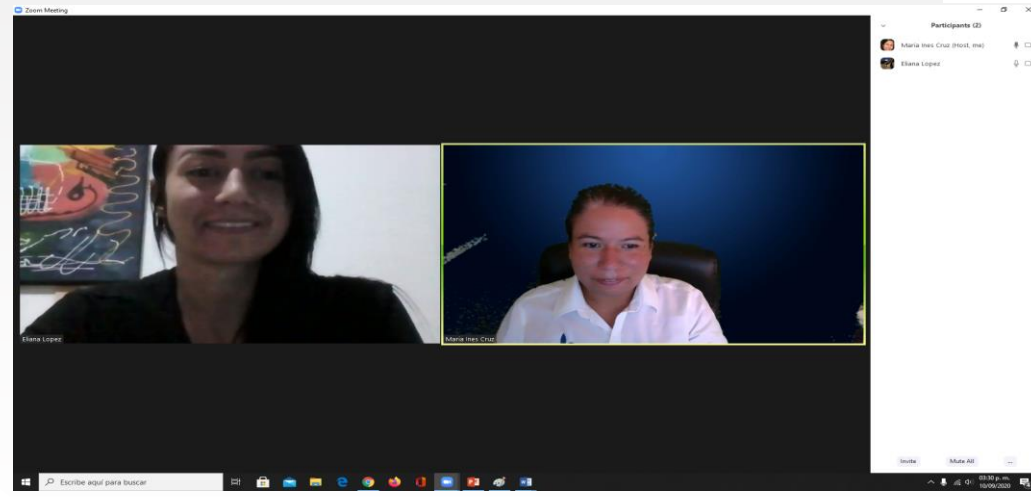 Zoom Meeting
Participants (2)
Maria Ines Cruz (Host, me)
Eliana Lopez
Eliana Lopez
Maria Ines Cruz
Invite
Mute All
...
Escribe aquí para buscar
03:30 p. m.
10/09/2020